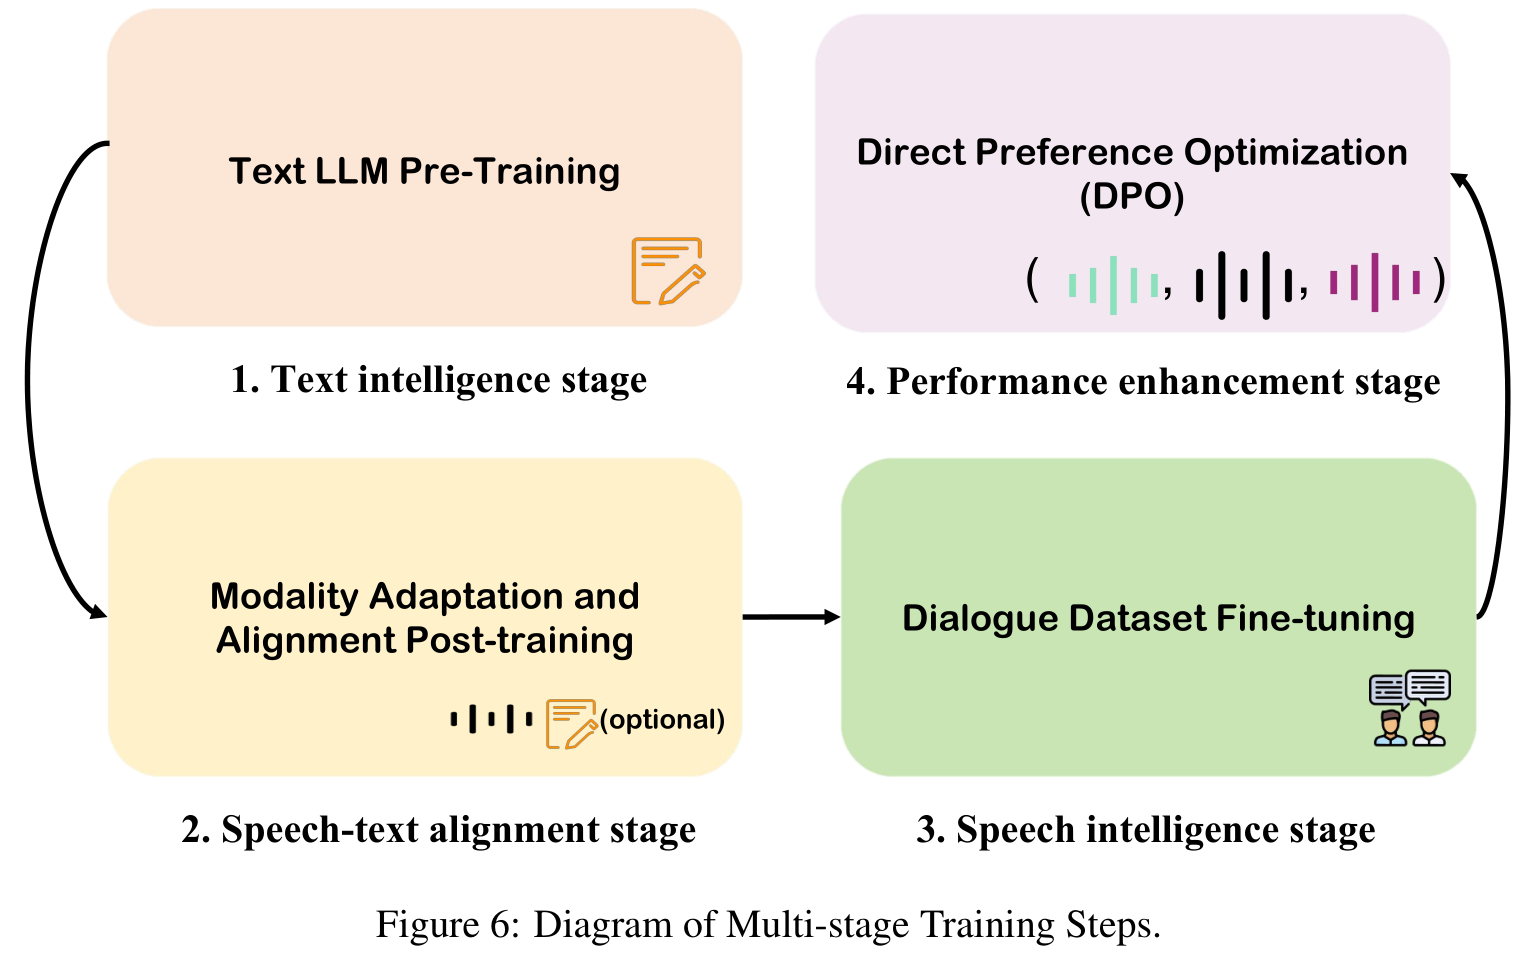 Text LLM Pre-Training
1. Text intelligence stage
Modality Adaptation and
Alignment Post-training
(optional)
2. Speech-text alignment stage
Dialogue Dataset Fine-tuning
3. Speech intelligence stage
Direct Preference Optimization
(DPO)
( , , )
4. Performance enhancement stage
Figure 6: Diagram of Multi-stage Training Steps.